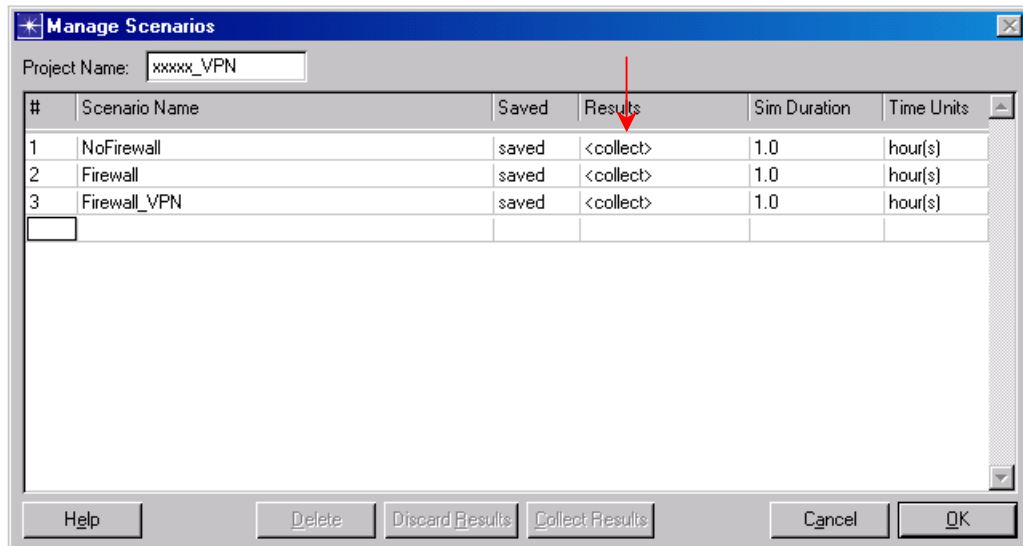 Manage Scenarios
Project Name: xxxxx_VPN
# Scenario Name Saved Results Sim Duration Time Units
1 NoFirewall saved <collect> 1.0 hour(s)
2 Firewall saved <collect> 1.0 hour(s)
3 Firewall_VPN saved <collect> 1.0 hour(s)
Help Delete Discard Results Collect Results Cancel OK